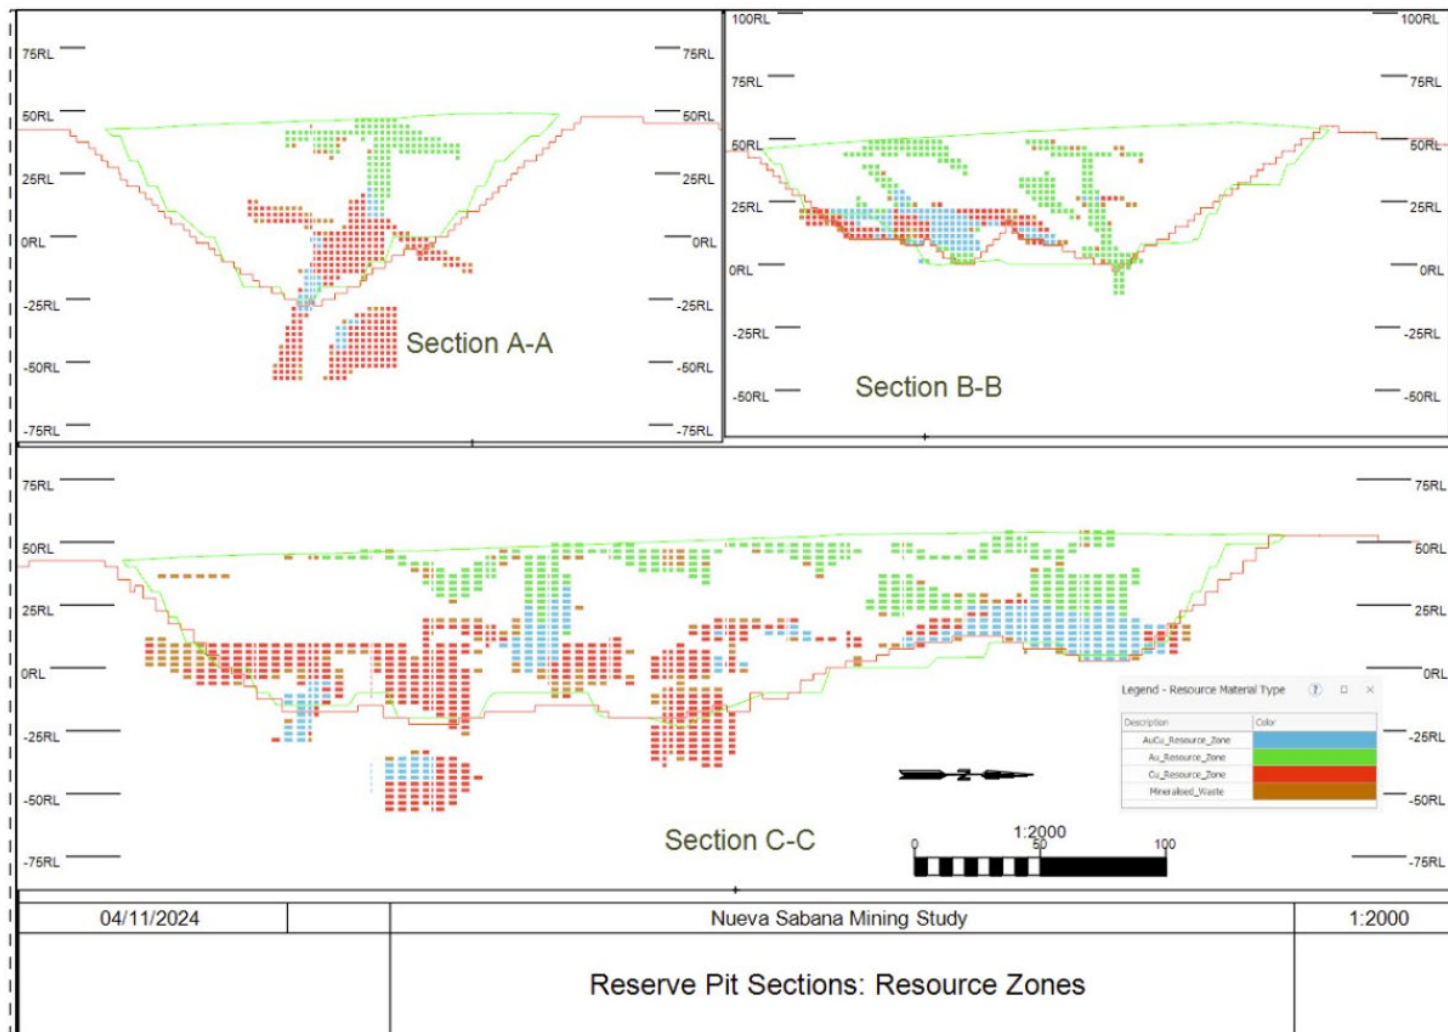 75RL
75RL
50RL
50RL
25RL
25RL
0RL
0RL
-25RL
-25RL
-50RL
-50RL
-75RL
-75RL
Section A-A
100RL
100RL
75RL
75RL
50RL
50RL
25RL
25RL
0RL
0RL
-25RL
-25RL
-50RL
-50RL
Section B-B
75RL
75RL
50RL
50RL
25RL
25RL
0RL
0RL
-25RL
-25RL
-50RL
-50RL
-75RL
-75RL
Section C-C
Legend - Resource Material Type
Description Color
AuCu_Resource_Zone
Au_Resource_Zone
Cu_Resource_Zone
Mineralised_Waste
N
1:2000
0 50 100
04/11/2024 Nueva Sabana Mining Study 1:2000
Reserve Pit Sections: Resource Zones